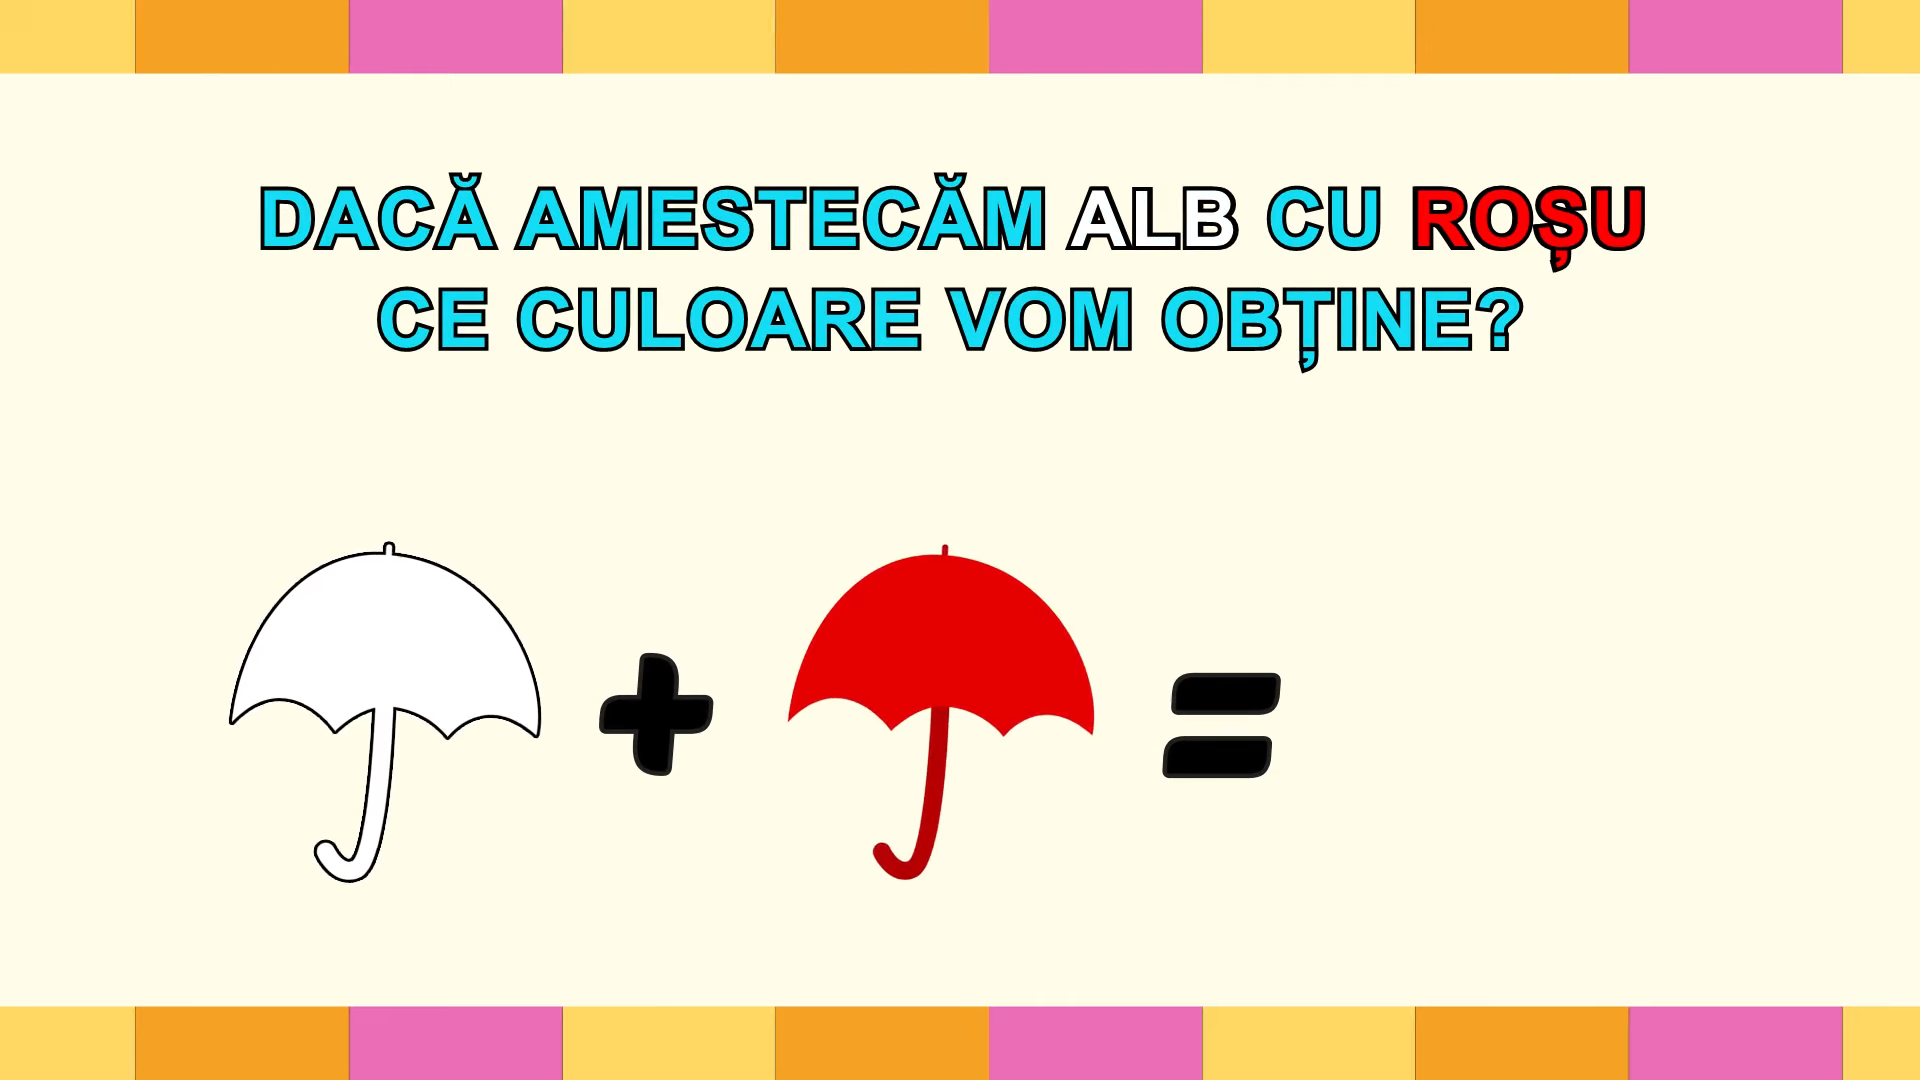 DACĂ AMESTECĂM ALB CU ROȘU
CE CULOARE VOM OBȚINE?
+ =